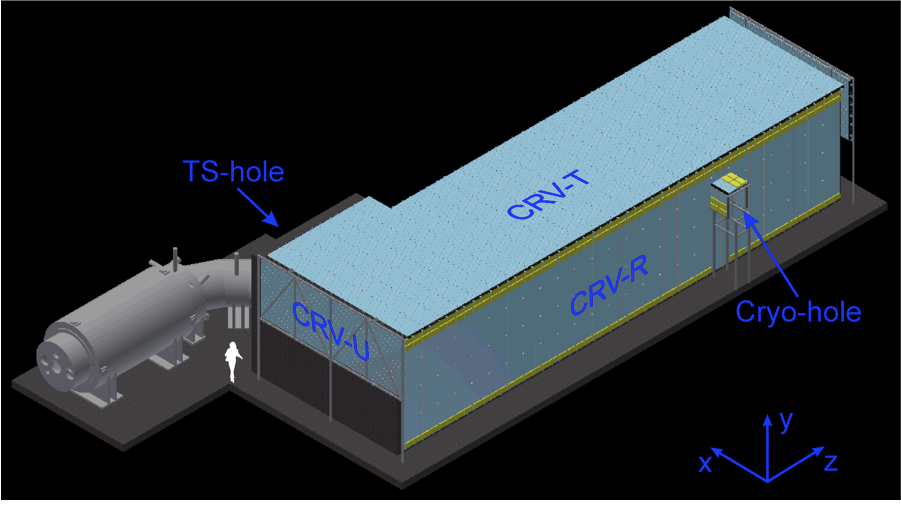 CRV-T
TS-hole
CRV-R
CRV-U
Cryo-hole
y
x
z